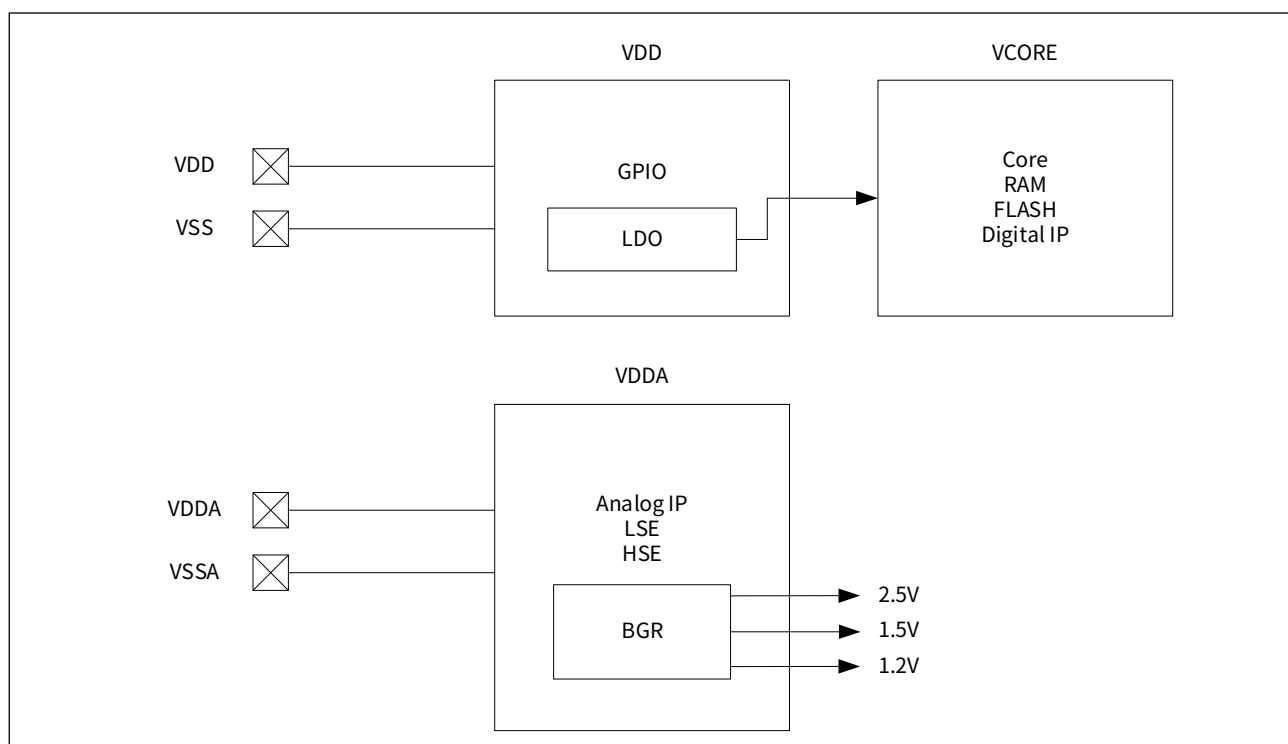 VDD
VCORE
VDD
VSS
GPIO
LDO
Core
RAM
FLASH
Digital IP
VDDA
VDDA
VSSA
Analog IP
LSE
HSE
BGR
2.5V
1.5V
1.2V